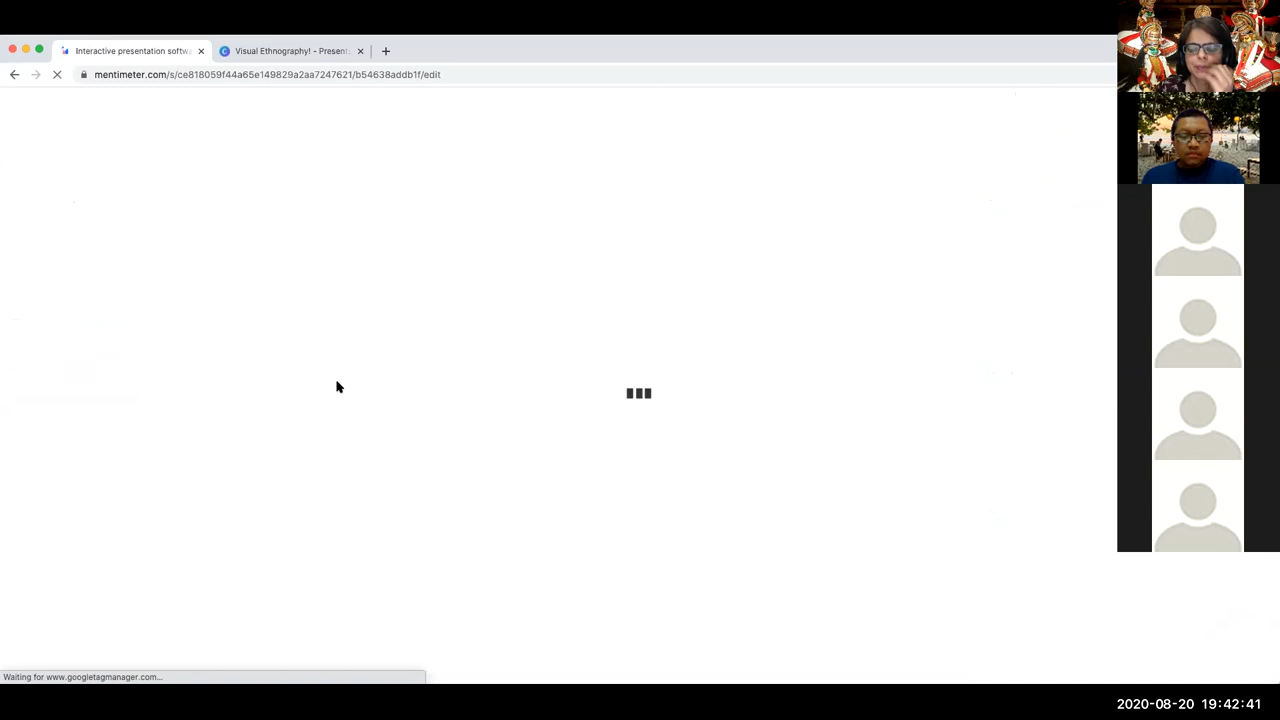 Interactive presentation softw
Visual Ethnography! - Present
mentimeter.com/s/ce818059f44a65e149829a2aa7247621/b54638addb1f/edit
Waiting for www.googletagmanager.com...
2020-08-20 19:42:41